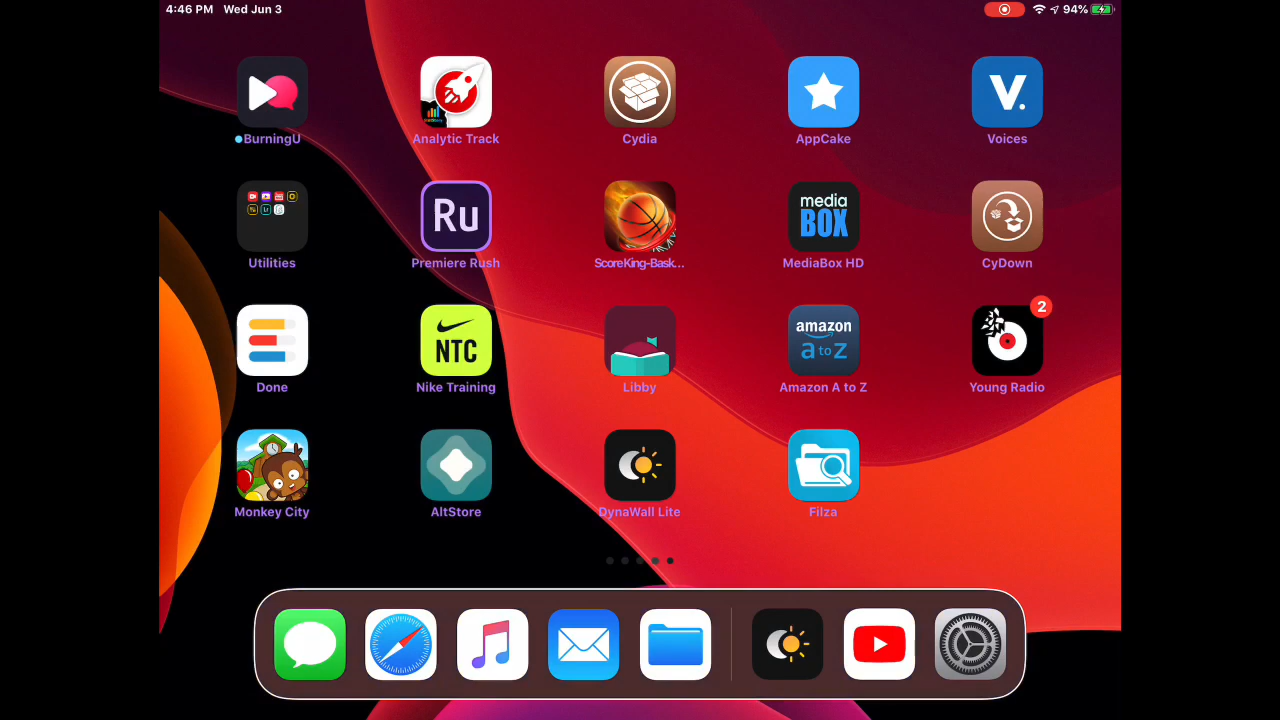 4:46 PM Wed Jun 3
94%
BurningU
Analytic Track
Cydia
AppCake
V.
Voices
Utilities
Ru
Premiere Rush
ScoreKing-Bask...
media
BOX
MediaBox HD
CyDown
Done
NTC
Nike Training
Libby
amazon
a to z
Amazon A to Z
2
Young Radio
Monkey City
AltStore
DynaWall Lite
Filza